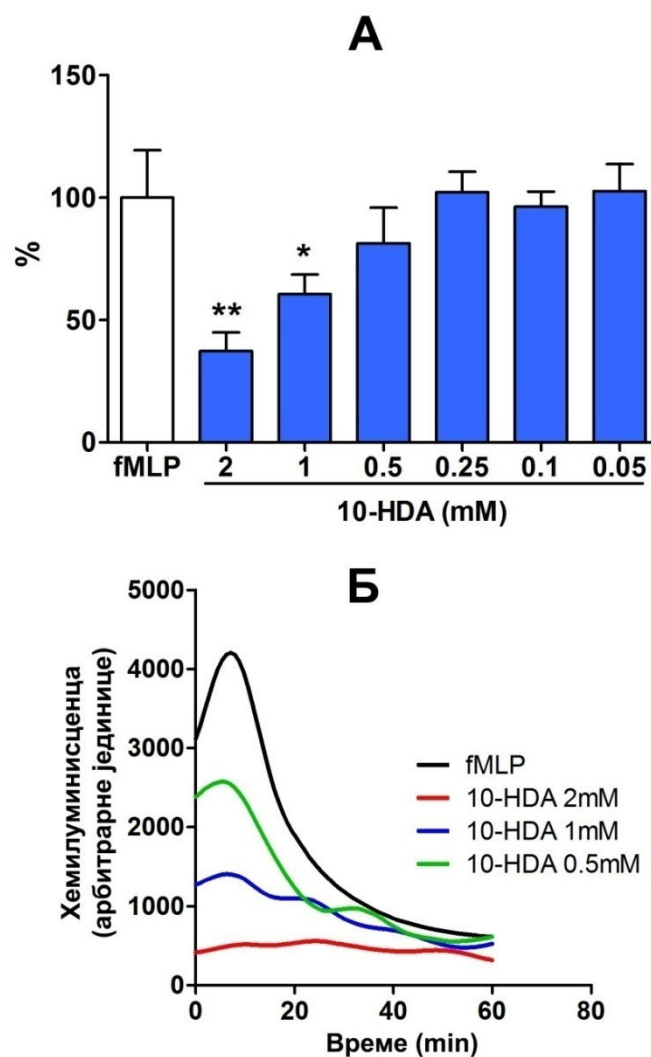 А
150
100
50
0
%
**
*
fMLP 2 1 0.5 0.25 0.1 0.05
10-HDA (mM)
Б
5000
4000
3000
2000
1000
0
Хемилуминисценца
(арбитрарне јединице)
fMLP
10-HDA 2mM
10-HDA 1mM
10-HDA 0.5mM
0 20 40 60 80
Време (min)